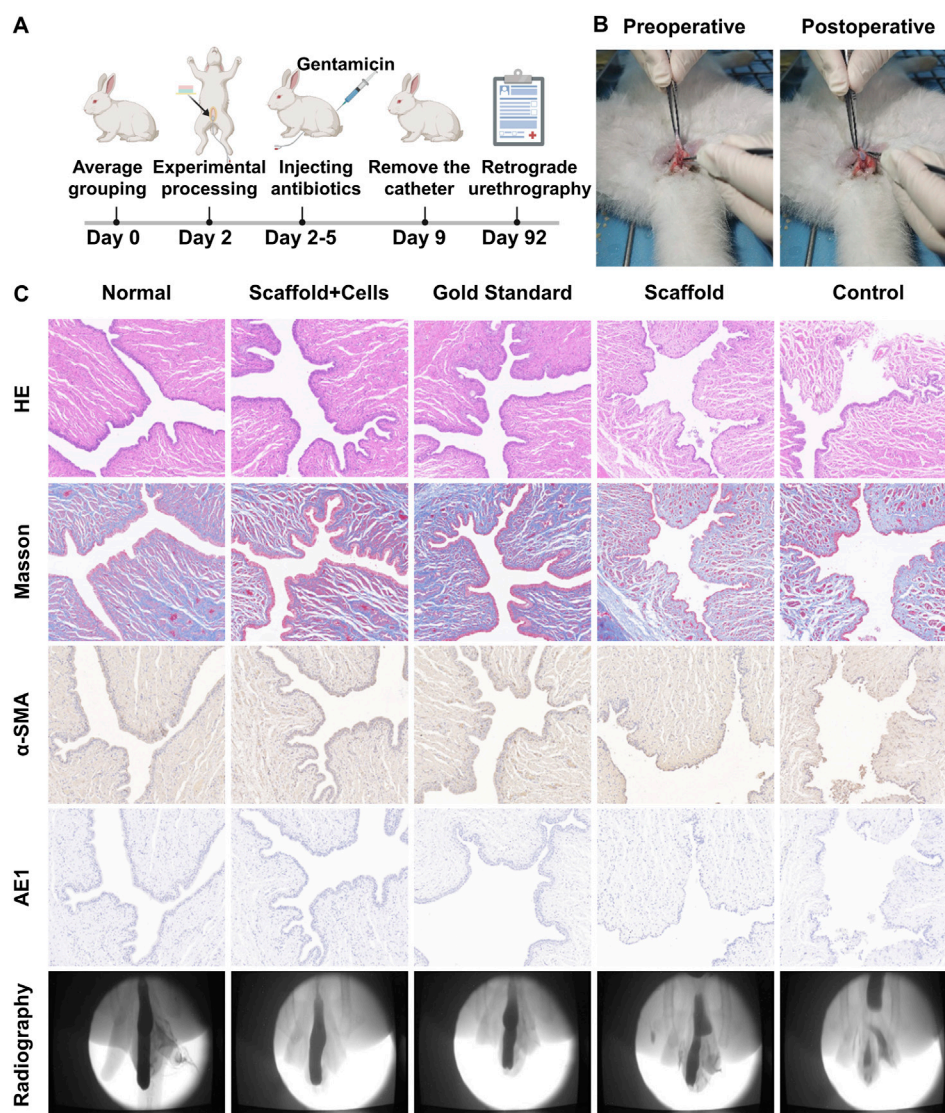 A
Gentamicin
Average grouping
Experimental processing
Injecting antibiotics
Remove the catheter
Retrograde urethrography
Day 0
Day 2
Day 2-5
Day 9
Day 92
B
Preoperative
Postoperative
C
Normal
Scaffold+Cells
Gold Standard
Scaffold
Control
HE
Masson
α-SMA
AE1
Radiography